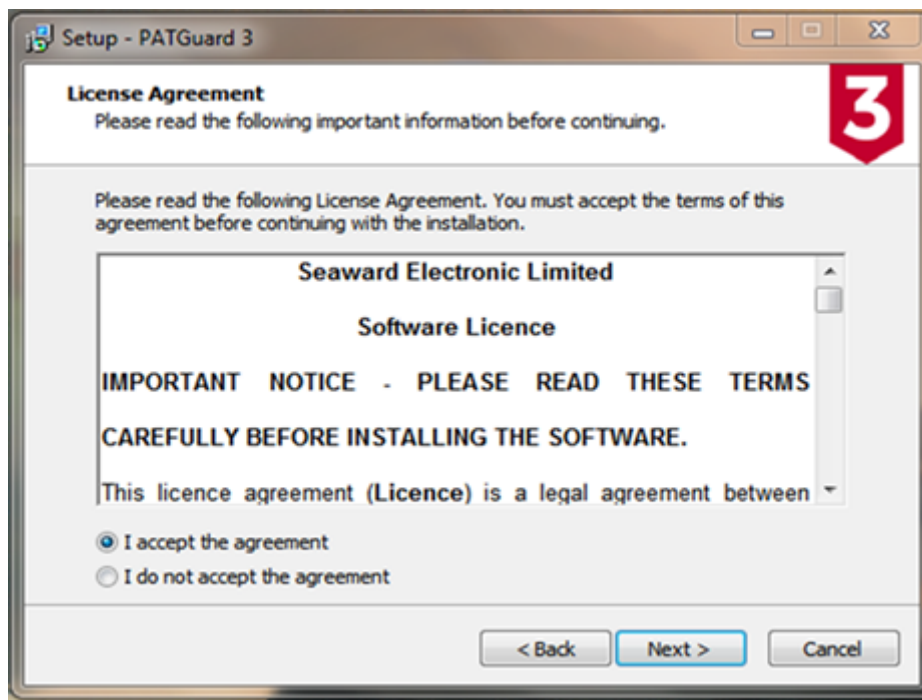 Setup - PATGuard 3
License Agreement
Please read the following important information before continuing.
3
Please read the following License Agreement. You must accept the terms of this
agreement before continuing with the installation.
Seaward Electronic Limited
Software Licence
IMPORTANT NOTICE - PLEASE READ THESE TERMS
CAREFULLY BEFORE INSTALLING THE SOFTWARE.
This licence agreement (Licence) is a legal agreement between
I accept the agreement
I do not accept the agreement
< Back Next > Cancel